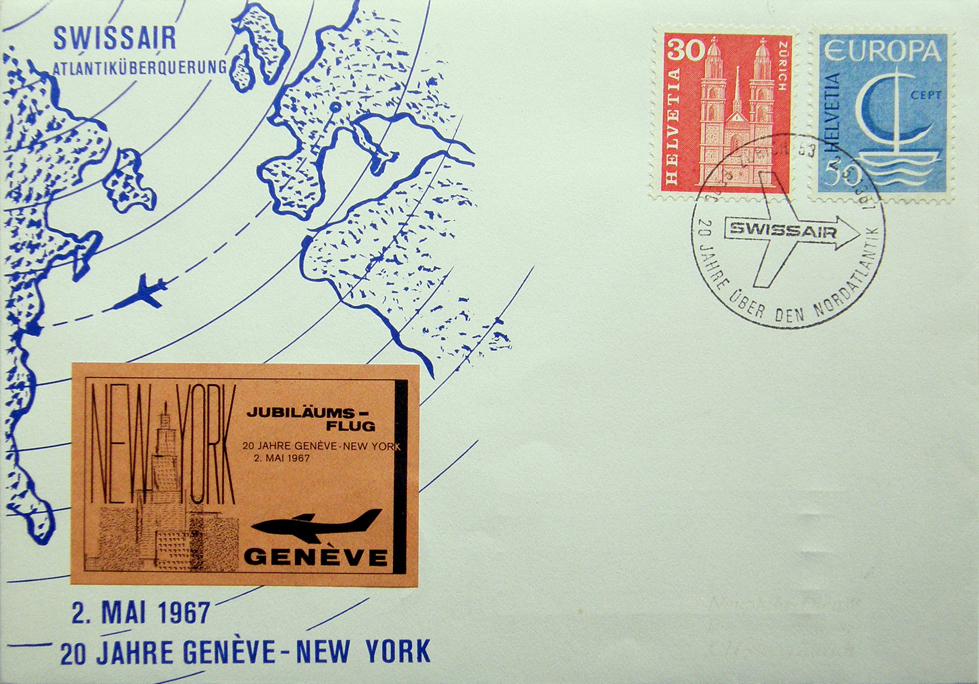 SWISSAIR
ATLANTIKÜBERQUERUNG
30
ZÜRICH
HELVETIA
EUROPA
CEPT
HELVETIA
SWISSAIR
20 JAHRE ÜBER DEN NORDATLANTIK
NEW YORK
JUBILÄUMS-
FLUG
20 JAHRE GENÈVE-NEW YORK
2. MAI 1967
GENÈVE
2. MAI 1967
20 JAHRE GENÈVE-NEW YORK